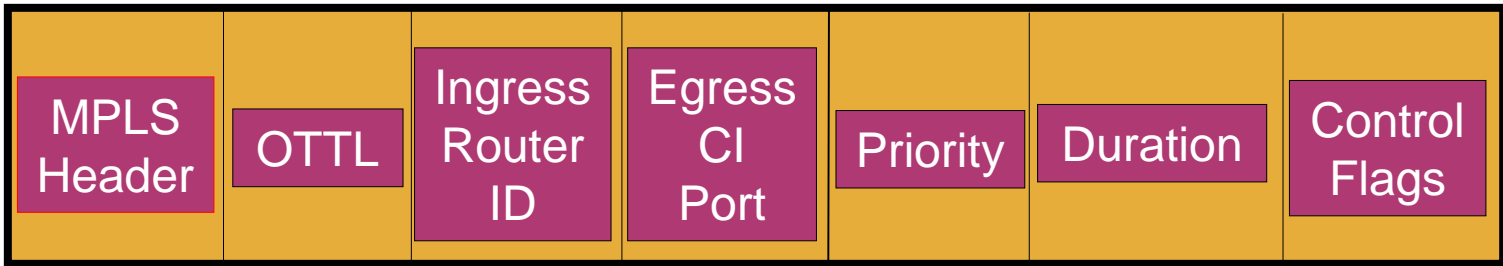 MPLS
Header
OTTL
Ingress
Router
ID
Egress
CI
Port
Priority
Duration
Control
Flags